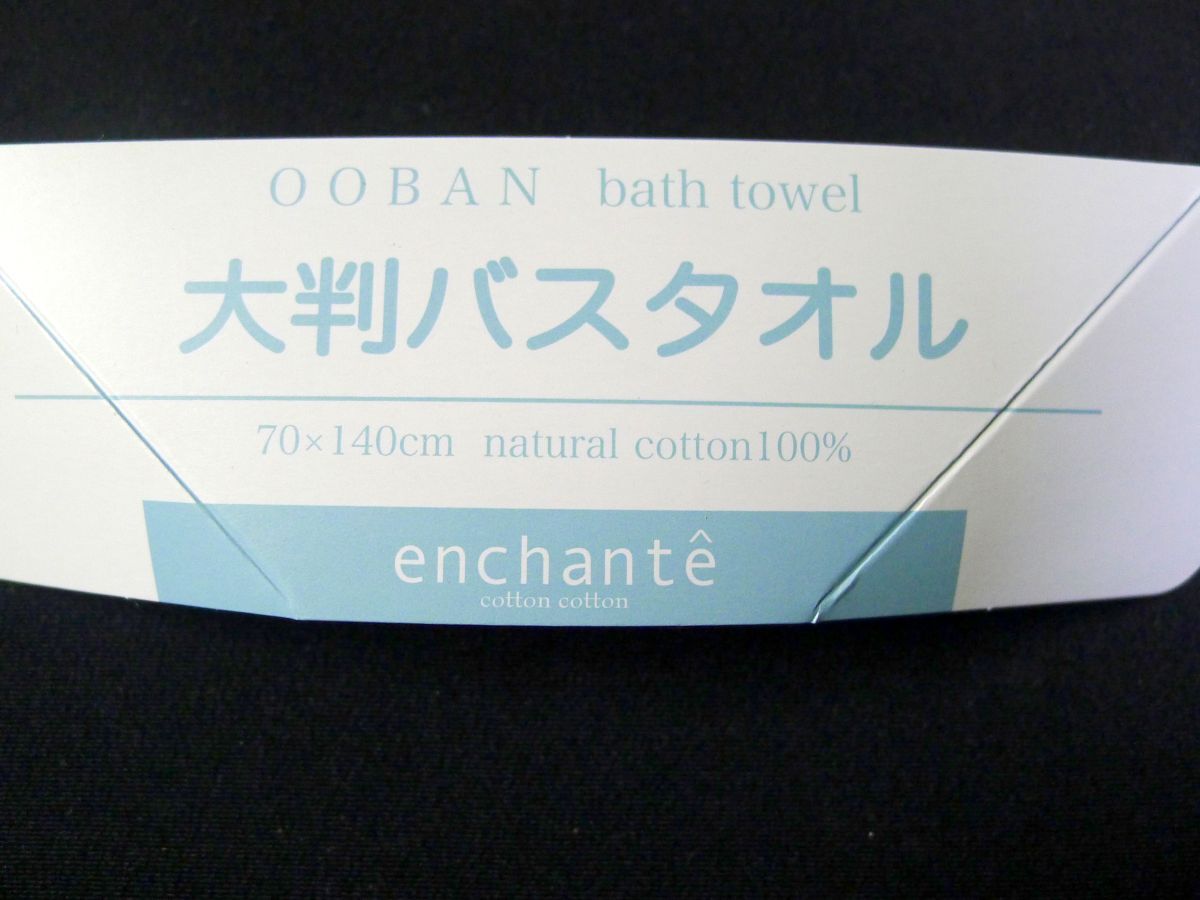 OOBAN bath towel
大判バスタオル
70×140cm natural cotton100%
enchantê
cotton cotton